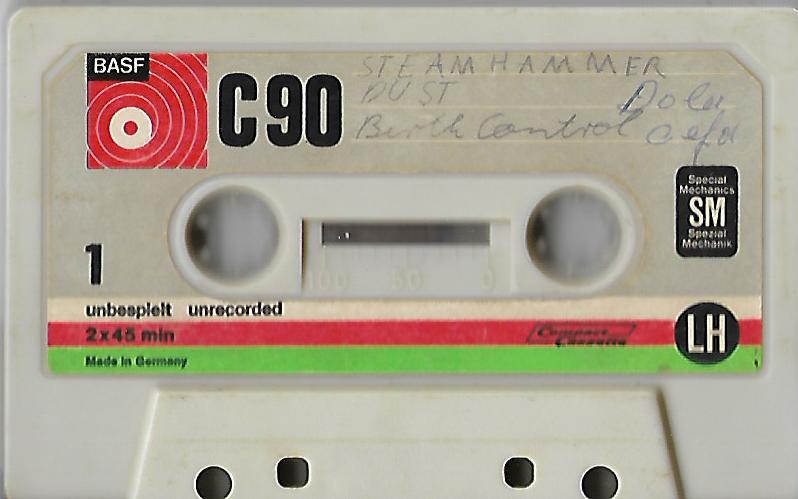 BASF
C90
STEAMHAMMER
DUST
Birth Control
Special
Mechanics
SM
Spezial
Mechanik
1
100 50 0
unbespielt unrecorded
2x45 min
Compact
Cassette
LH
Made in Germany